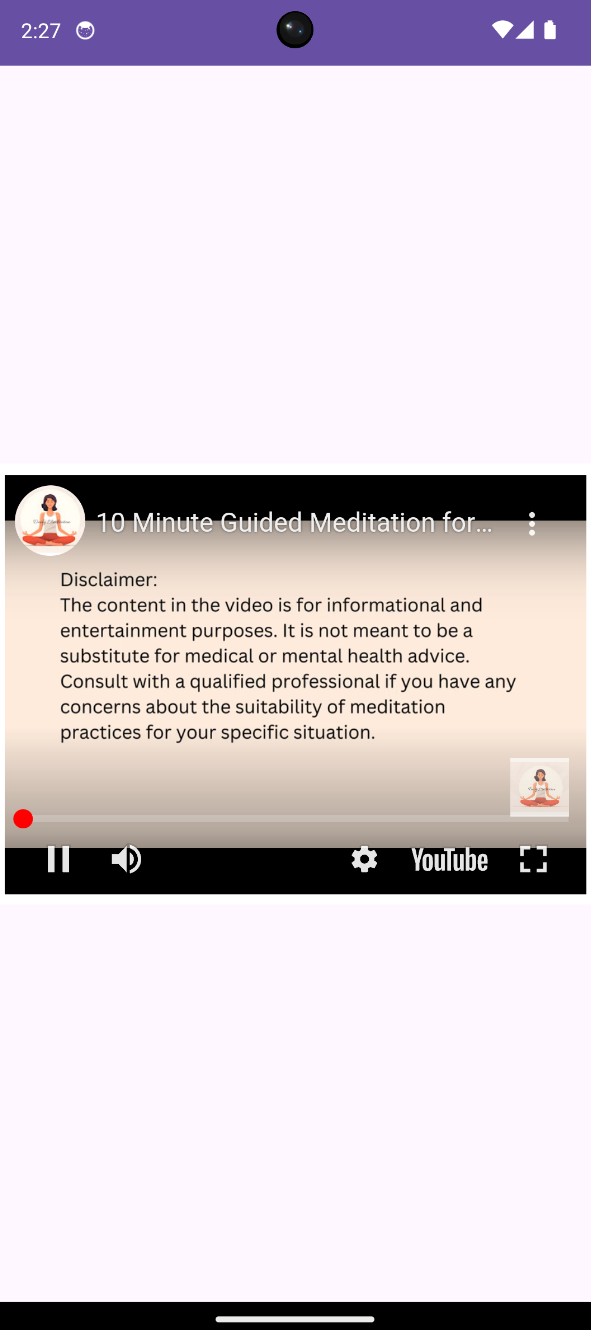 2:27
10 Minute Guided Meditation for...
Disclaimer:
The content in the video is for informational and
entertainment purposes. It is not meant to be a
substitute for medical or mental health advice.
Consult with a qualified professional if you have any
concerns about the suitability of meditation
practices for your specific situation.
YouTube